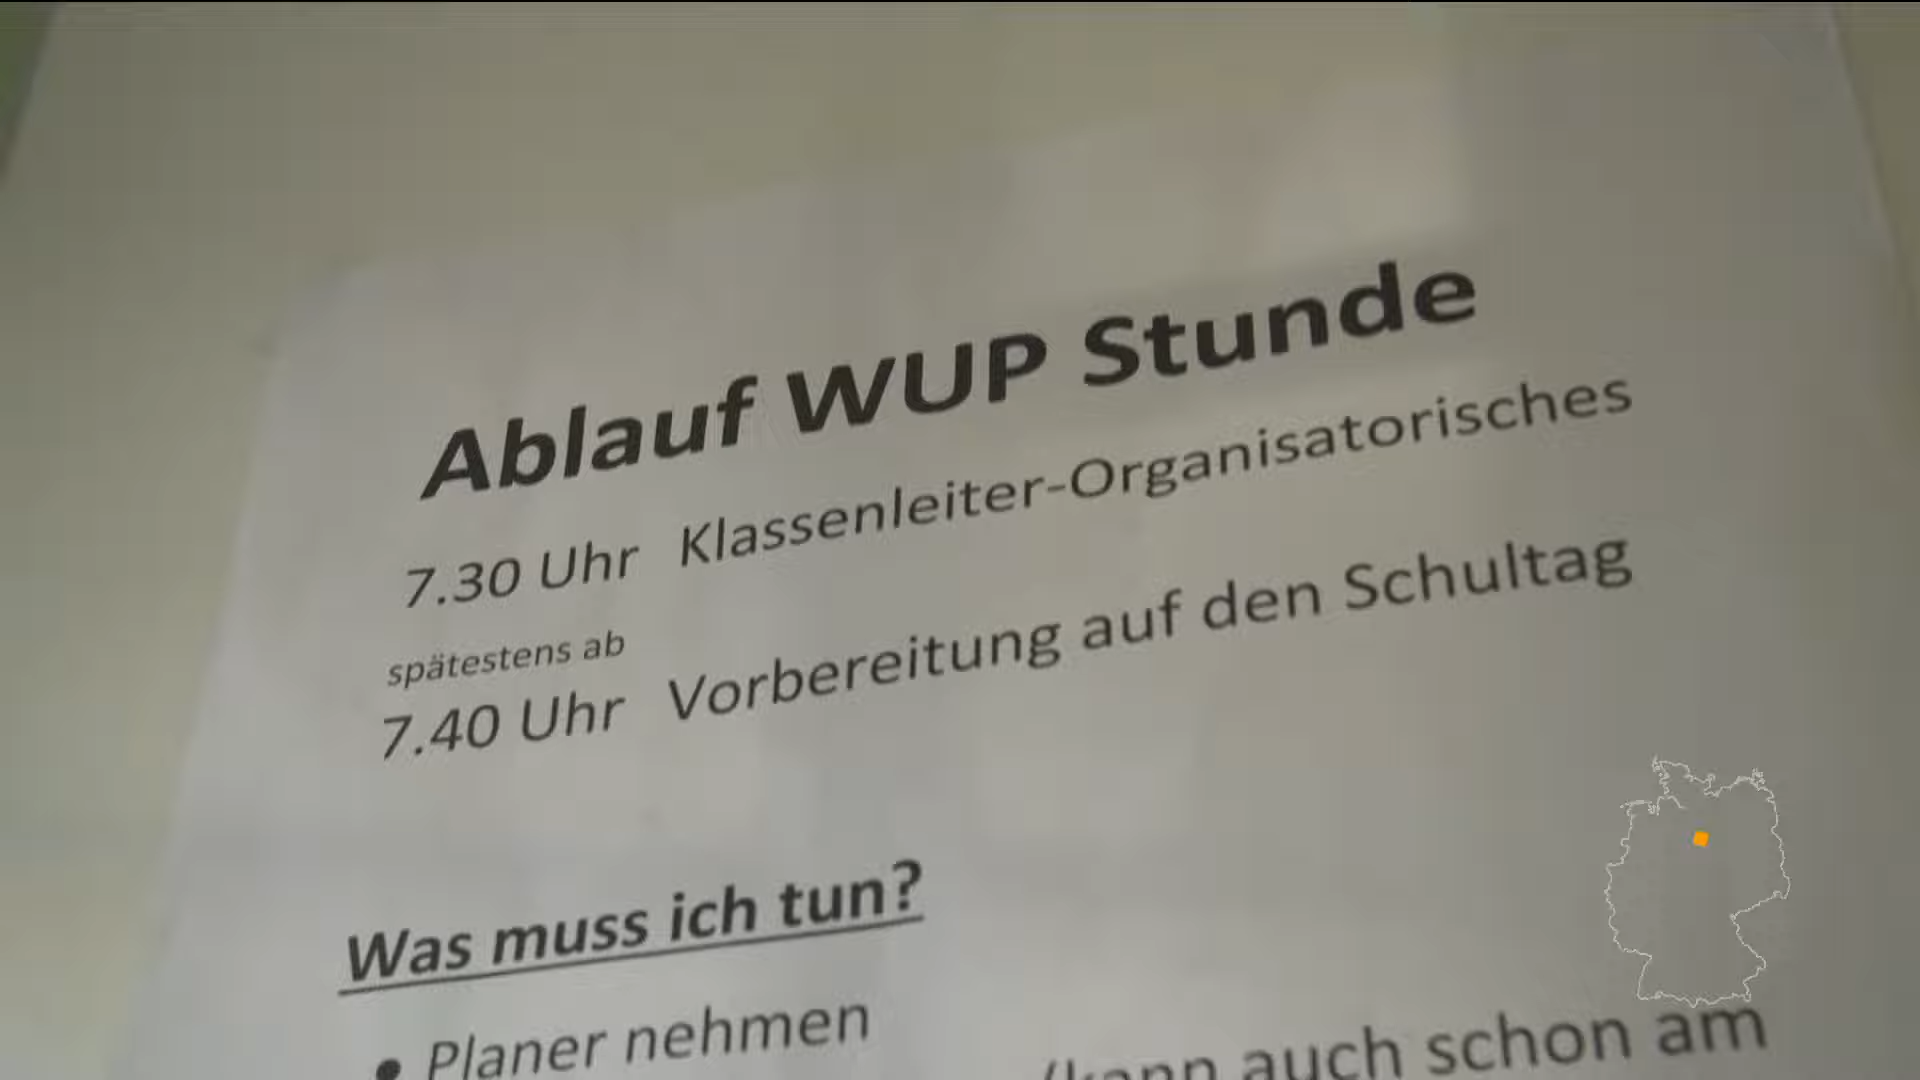 Ablauf WUP Stunde
7.30 Uhr Klassenleiter-Organisatorisches
spätestens ab
7.40 Uhr Vorbereitung auf den Schultag
Was muss ich tun?
• Planer nehmen
(kann auch schon am